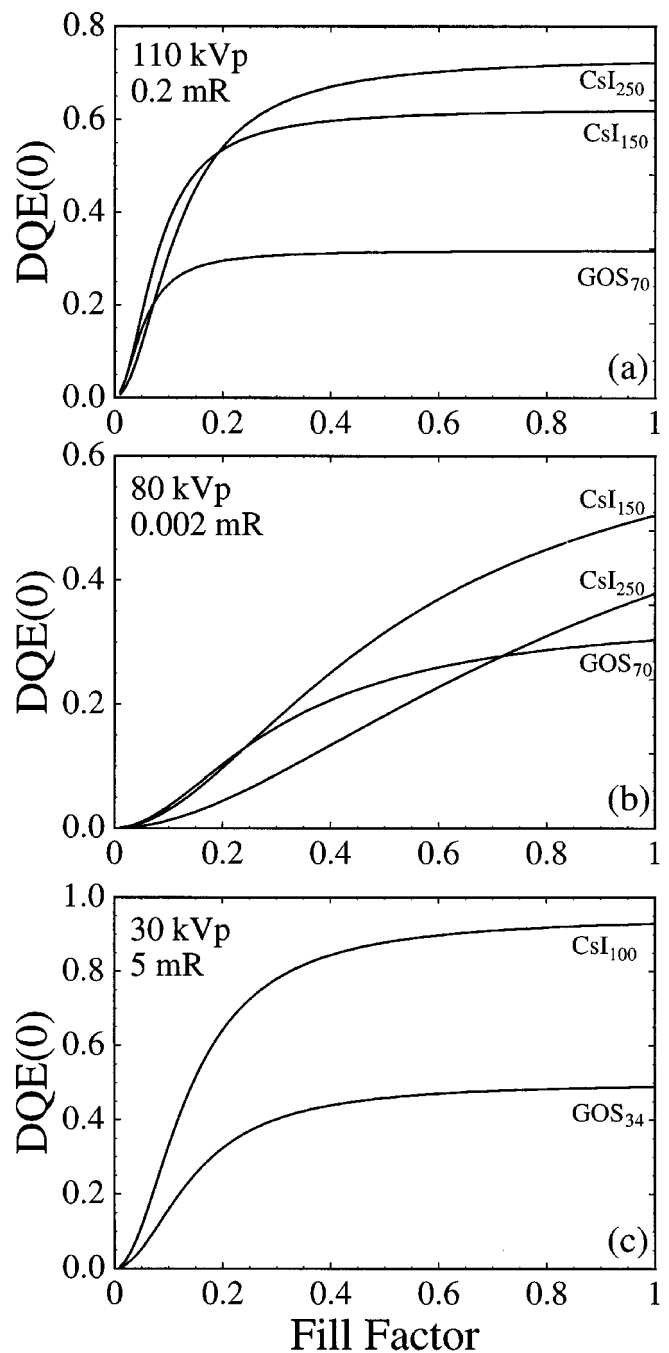 0.8
110 kVp
0.2 mR
CsI250
0.6
CsI150
DQE(0)
0.4
GOS70
0.2
(a)
0.0
0 0.2 0.4 0.6 0.8 1
0.6
80 kVp
0.002 mR
CsI150
0.4
CsI250
DQE(0)
GOS70
0.2
(b)
0.0
0 0.2 0.4 0.6 0.8 1
1.0
30 kVp
5 mR
CsI100
0.8
0.6
DQE(0)
0.4
GOS34
0.2
(c)
0.0
0 0.2 0.4 0.6 0.8 1
Fill Factor